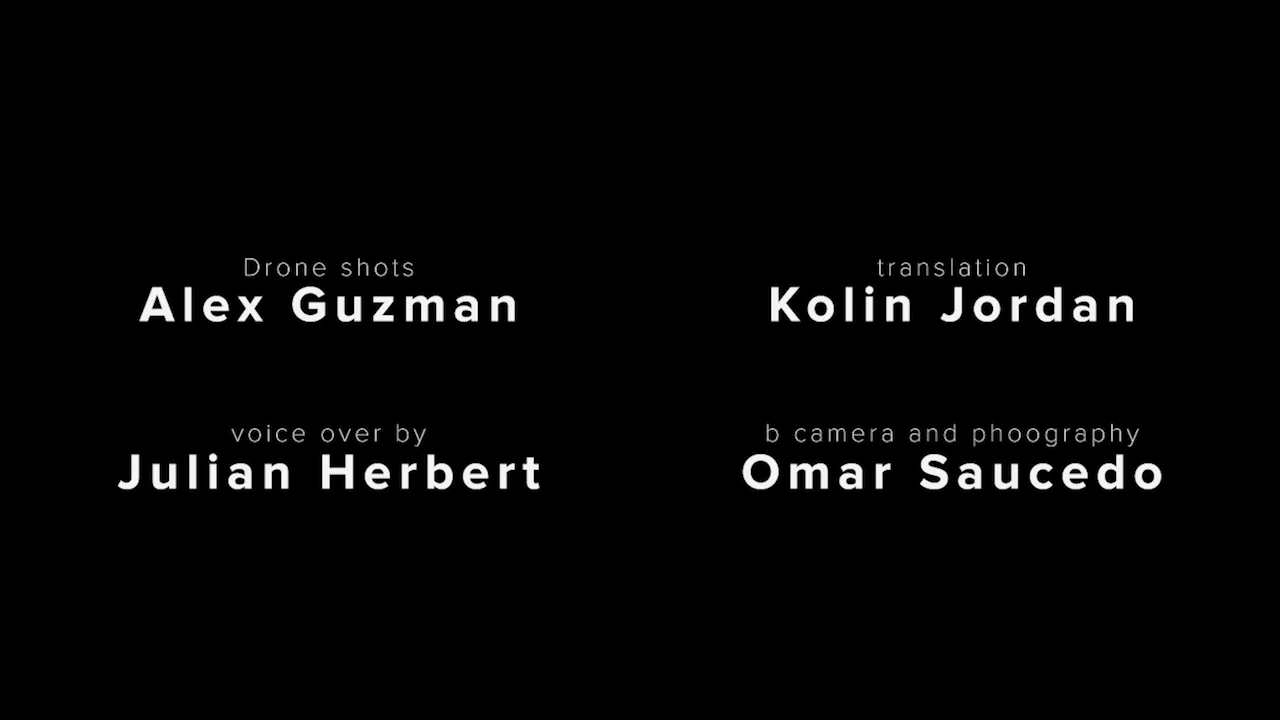 Drone shots
Alex Guzman
translation
Kolin Jordan
voice over by
Julian Herbert
b camera and phoography
Omar Saucedo